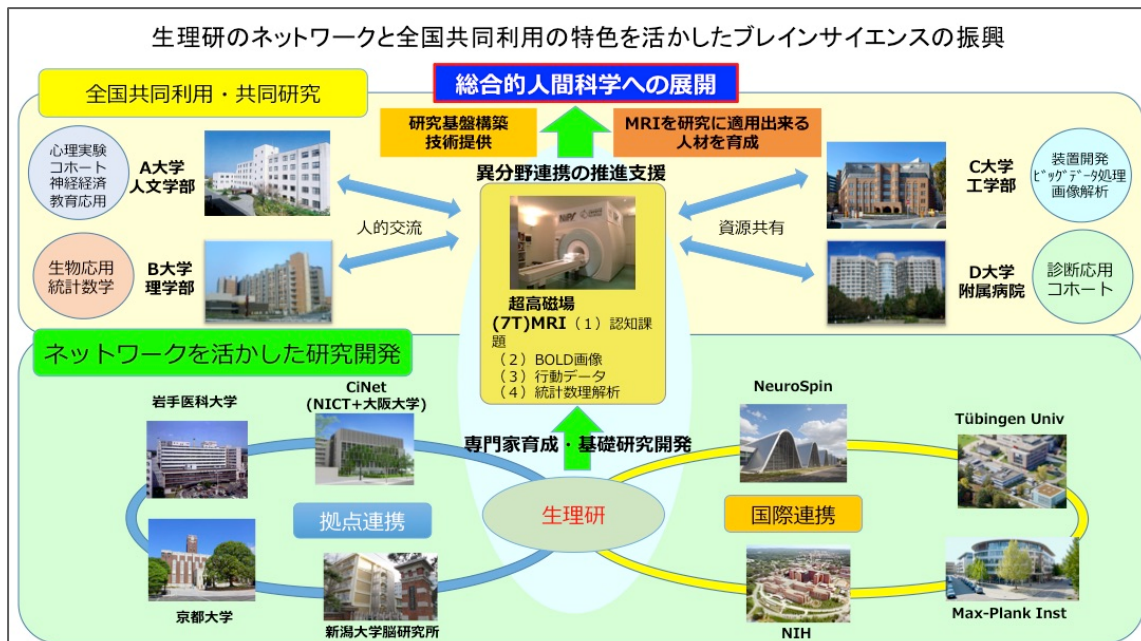 生理研のネットワークと全国共同利用の特色を活かしたブレインサイエンスの振興
総合的人間科学への展開
全国共同利用・共同研究
研究基盤構築
技術提供
MRIを研究に適用出来る
人材を育成
異分野連携の推進支援
心理実験
コホート
神経経済
教育応用
A大学
人文学部
生物応用
統計数学
B大学
理学部
人的交流
資源共有
C大学
工学部
装置開発
ﾋﾞｯｸﾞﾃﾞｰﾀ処理
画像解析
D大学
附属病院
診断応用
コホート
超高磁場
(7T)MRI（1）認知課
題
（2）BOLD画像
（3）行動データ
（4）統計数理解析
ネットワークを活かした研究開発
専門家育成・基礎研究開発
岩手医科大学
CiNet
(NICT+大阪大学)
拠点連携
京都大学
新潟大学脳研究所
生理研
NeuroSpin
Tübingen Univ
国際連携
NIH
Max-Plank Inst